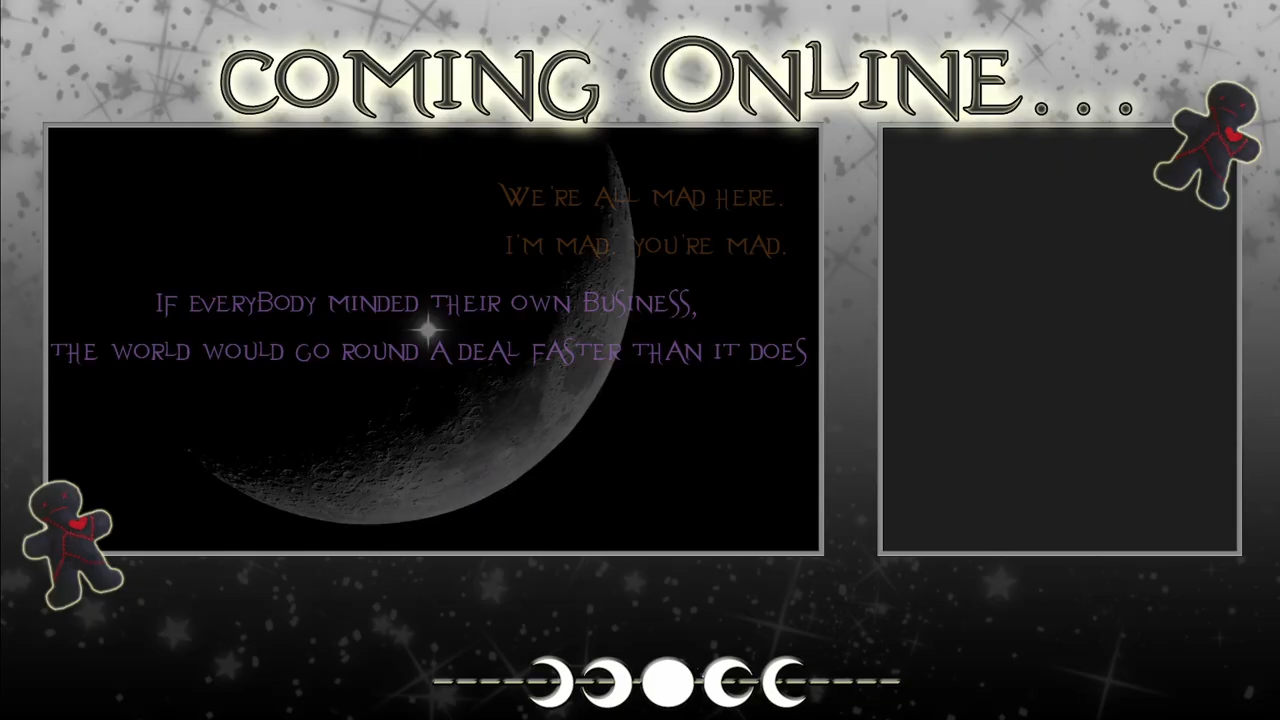 Coming Online...
We're all mad here.
I'm mad. You're mad.
If everybody minded their own business,
the world would go round a deal faster than it does